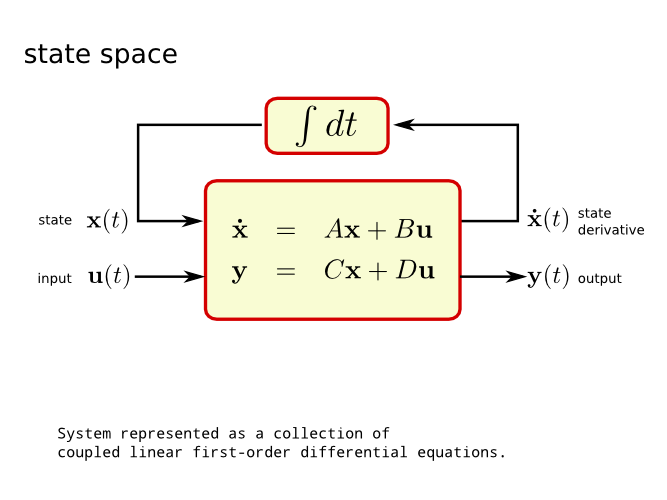 state space
∫ dt
state x(t)
ẋ = Ax + Bu
ẋ(t) state derivative
input u(t)
y = Cx + Du
y(t) output
System represented as a collection of
coupled linear first-order differential equations.